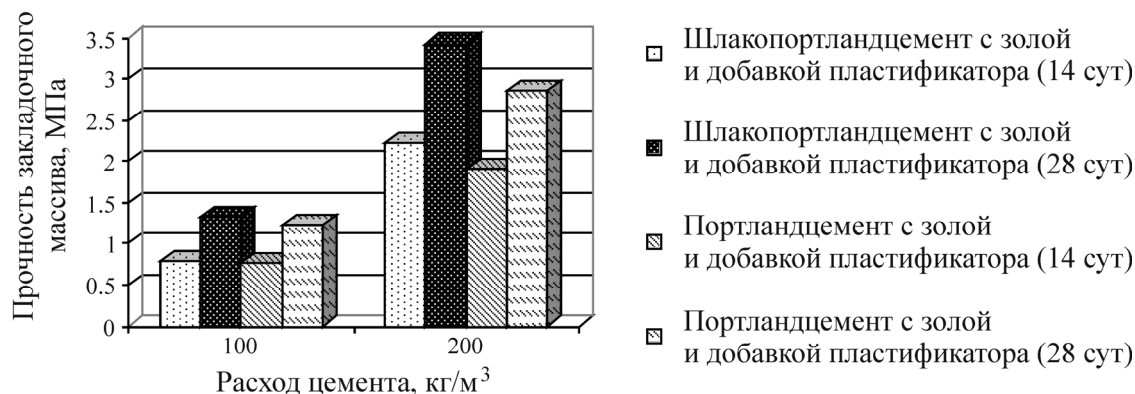 Прочность закладочного
массива, МПа
3.5
3
2.5
2
1.5
1
0.5
0
100
200
Расход цемента, кг/м³
Шлакопортландцемент с золой
и добавкой пластификатора (14 сут)
Шлакопортландцемент с золой
и добавкой пластификатора (28 сут)
Портландцемент с золой
и добавкой пластификатора (14 сут)
Портландцемент с золой
и добавкой пластификатора (28 сут)